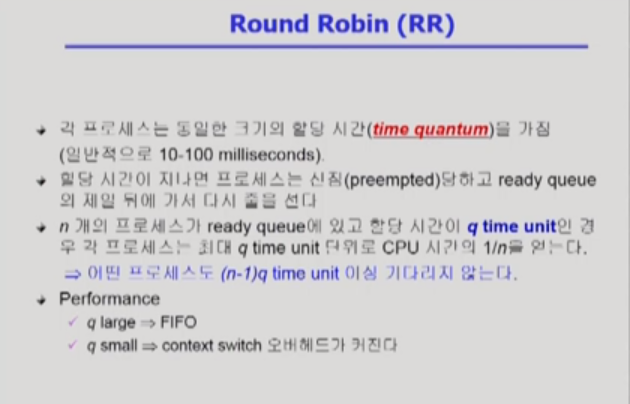 Round Robin (RR)
각 프로세스는 동일한 크기의 할당 시간(time quantum)을 가짐
(일반적으로 10-100 milliseconds).
할당 시간이 지나면 프로세스는 선점(preempted)당하고 ready queue
의 제일 뒤에 가서 다시 줄을 선다
n 개의 프로세스가 ready queue에 있고 할당 시간이 q time unit인 경
우 각 프로세스는 최대 q time unit 단위로 CPU 시간의 1/n을 얻는다.
⇒ 어떤 프로세스도 (n-1)q time unit 이상 기다리지 않는다.
Performance
✓ q large ⇒ FIFO
✓ q small ⇒ context switch 오버헤드가 커진다